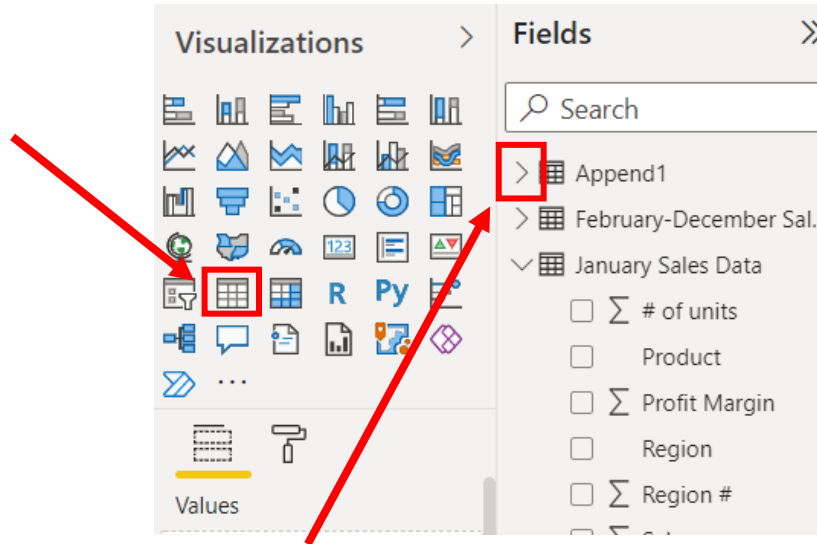 Visualizations
Fields
Search
Append1
February-December Sal.
January Sales Data
# of units
Product
Profit Margin
Region
Region #
123
R
Py
...
Values